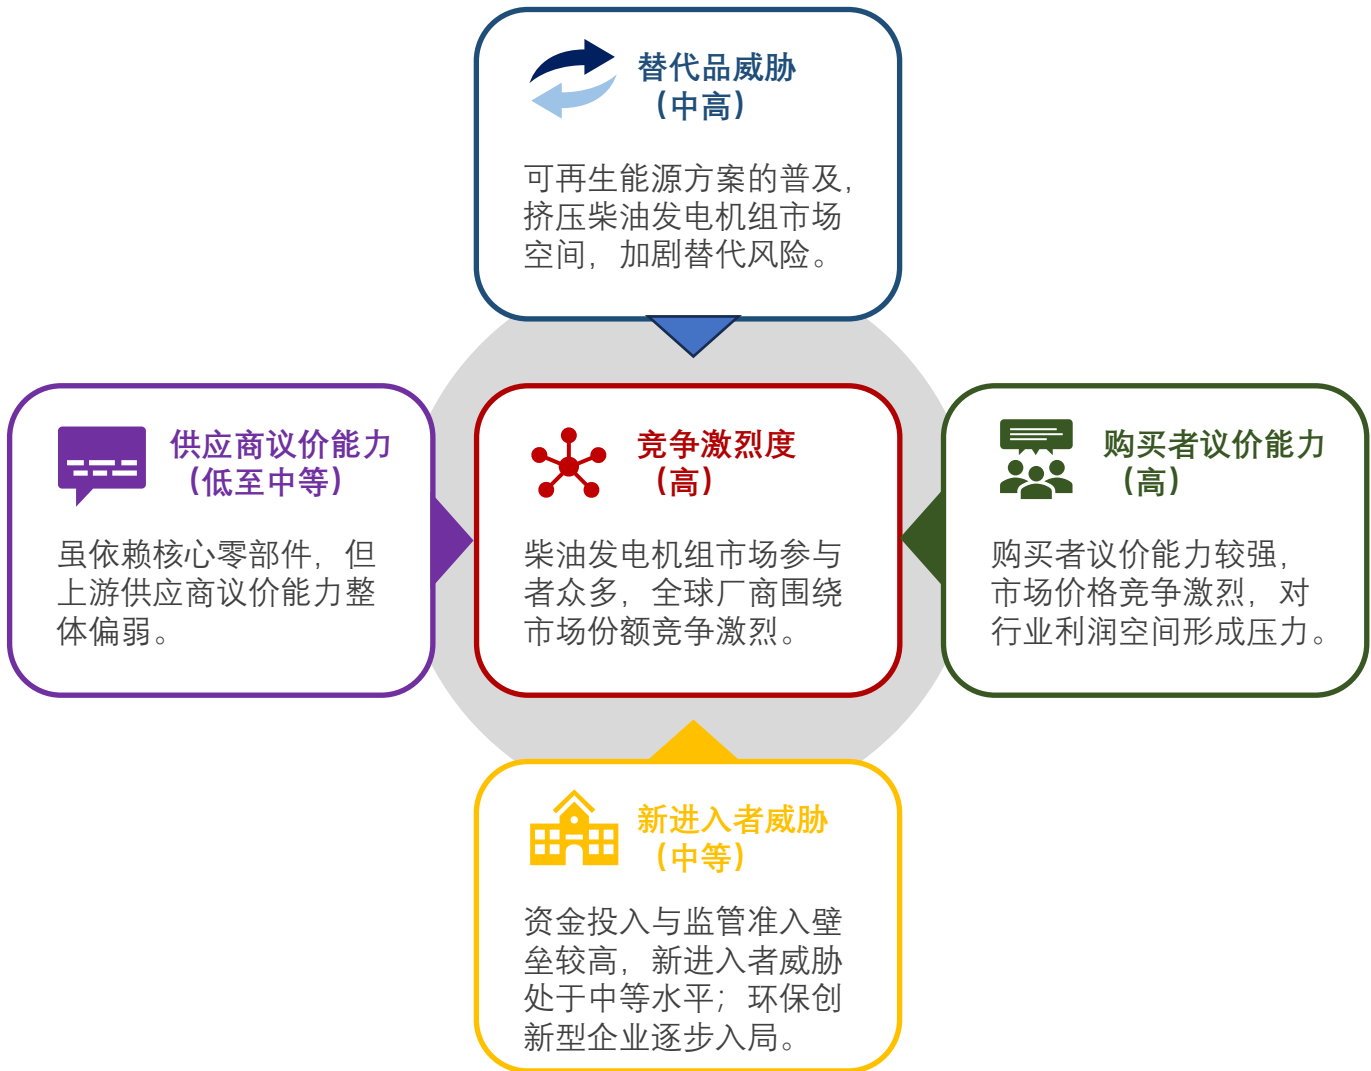 替代品威胁
（中高）
可再生能源方案的普及，
挤压柴油发电机组市场
空间，加剧替代风险。
供应商议价能力
（低至中等）
虽依赖核心零部件，但
上游供应商议价能力整
体偏弱。
竞争激烈度
（高）
柴油发电机组市场参与
者众多，全球厂商围绕
市场份额竞争激烈。
购买者议价能力
（高）
购买者议价能力较强，
市场价格竞争激烈，对
行业利润空间形成压力。
新进入者威胁
（中等）
资金投入与监管准入壁
垒较高，新进入者威胁
处于中等水平；环保创
新型企业逐步入局。